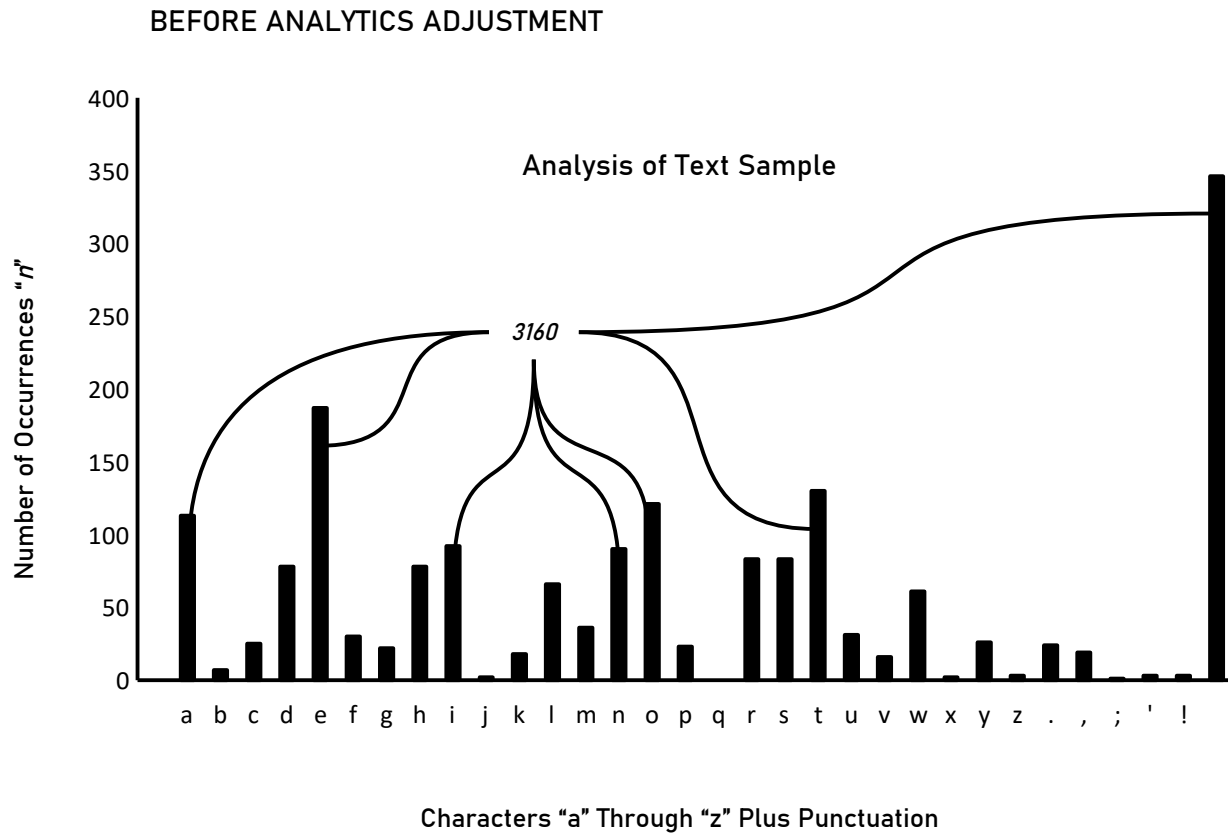 BEFORE ANALYTICS ADJUSTMENT
400
Analysis of Text Sample
350
300
250
3160
200
150
100
50
0
Number of Occurrences “n”
a b c d e f g h i j k l m n o p q r s t u v w x y z . , ; ' !
Characters “a” Through “z” Plus Punctuation